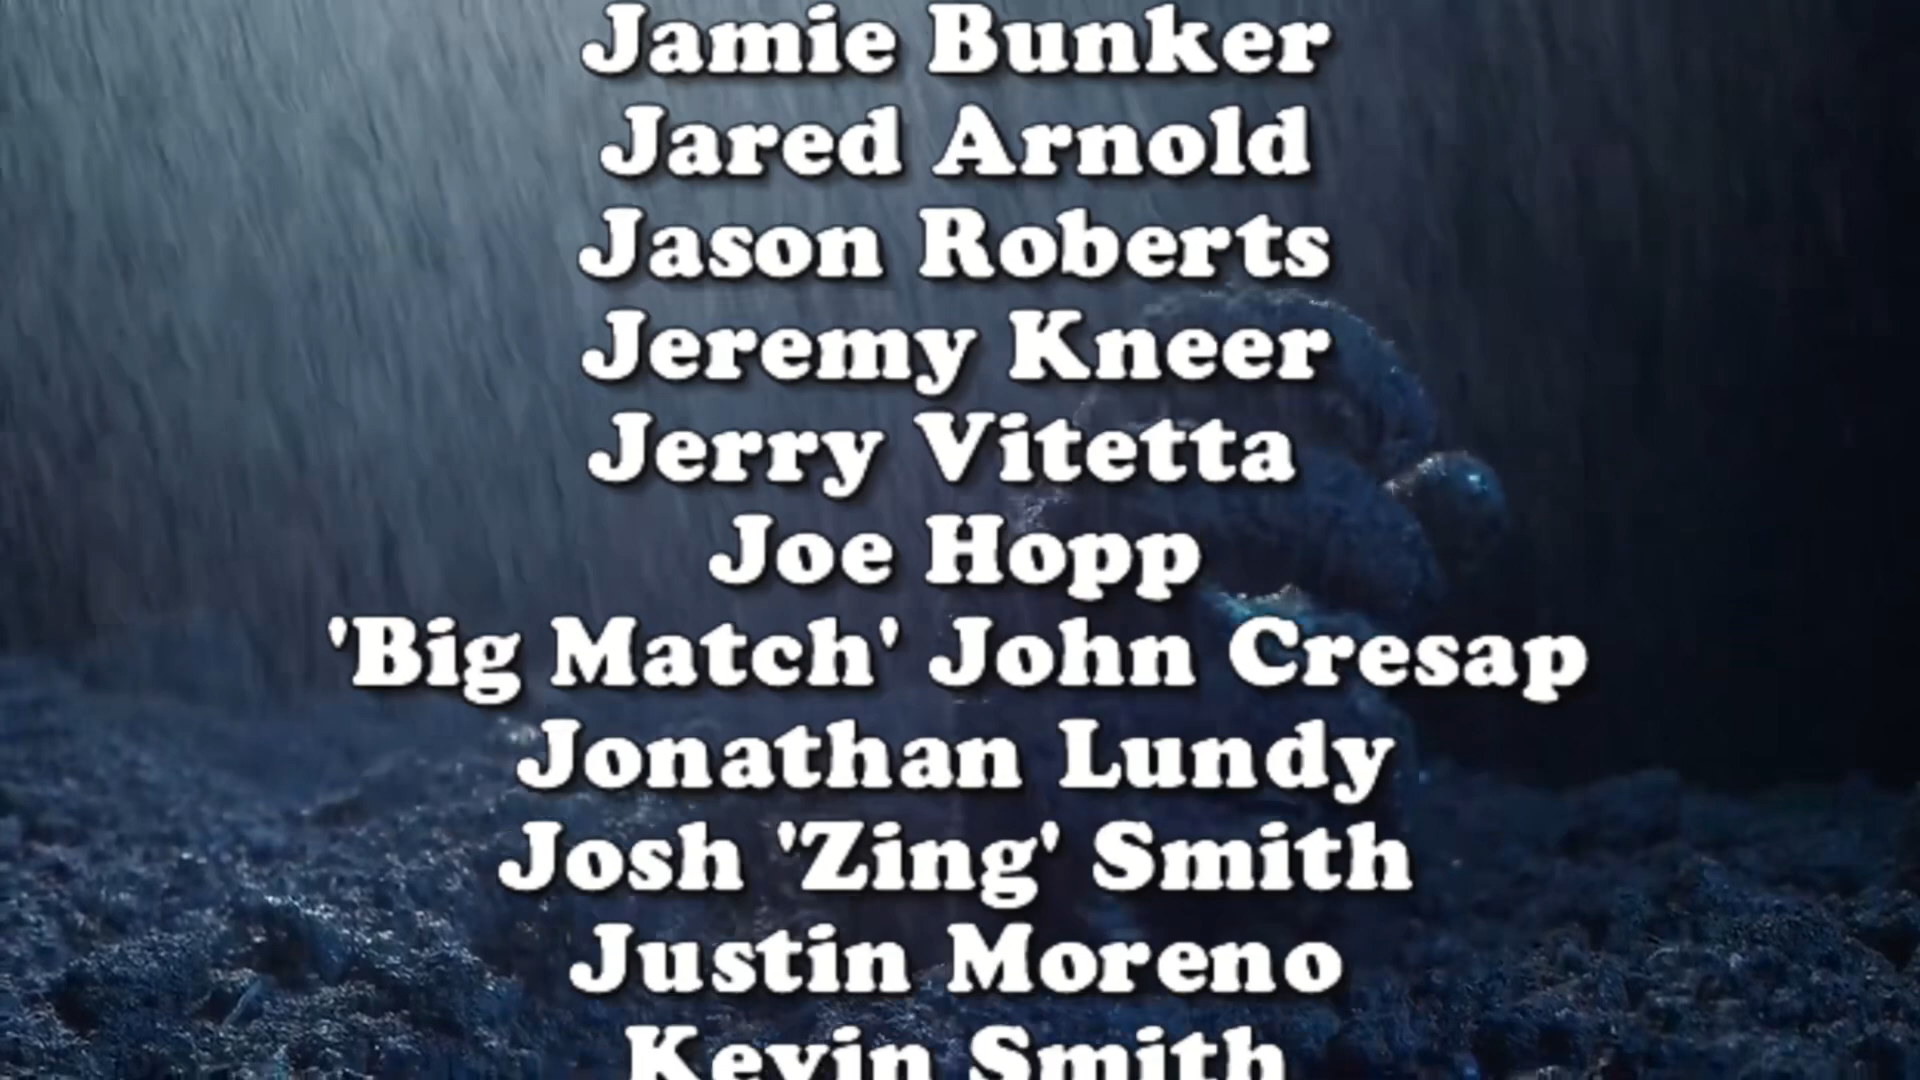 Jamie Bunker
Jared Arnold
Jason Roberts
Jeremy Kneer
Jerry Vitetta
Joe Hopp
'Big Match' John Cresap
Jonathan Lundy
Josh 'Zing' Smith
Justin Moreno
Kevin Smith